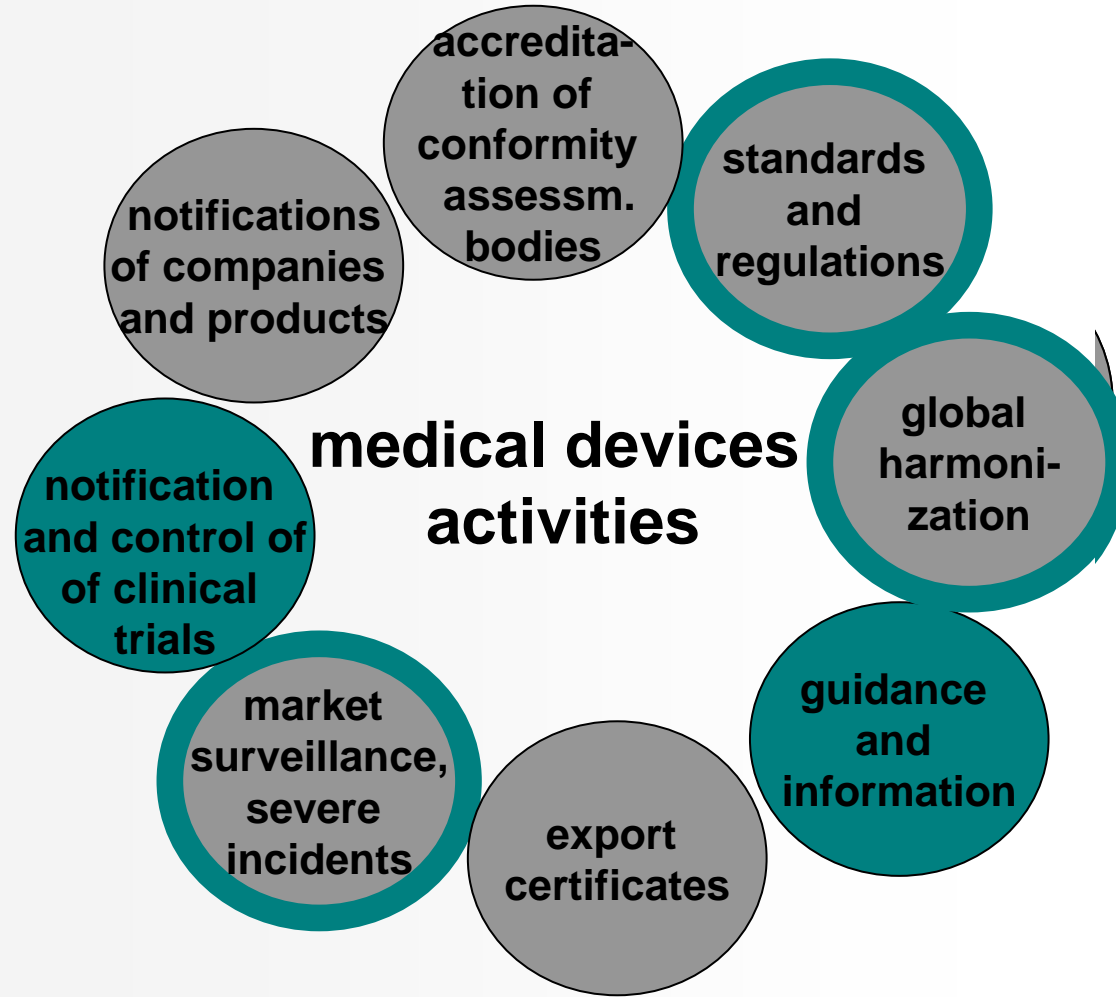 accredita-
tion of
conformity
assessm.
bodies
standards
and
regulations
global
harmoni-
zation
guidance
and
information
export
certificates
market
surveillance,
severe
incidents
notification
and control of
of clinical
trials
notifications
of companies
and products
medical devices
activities